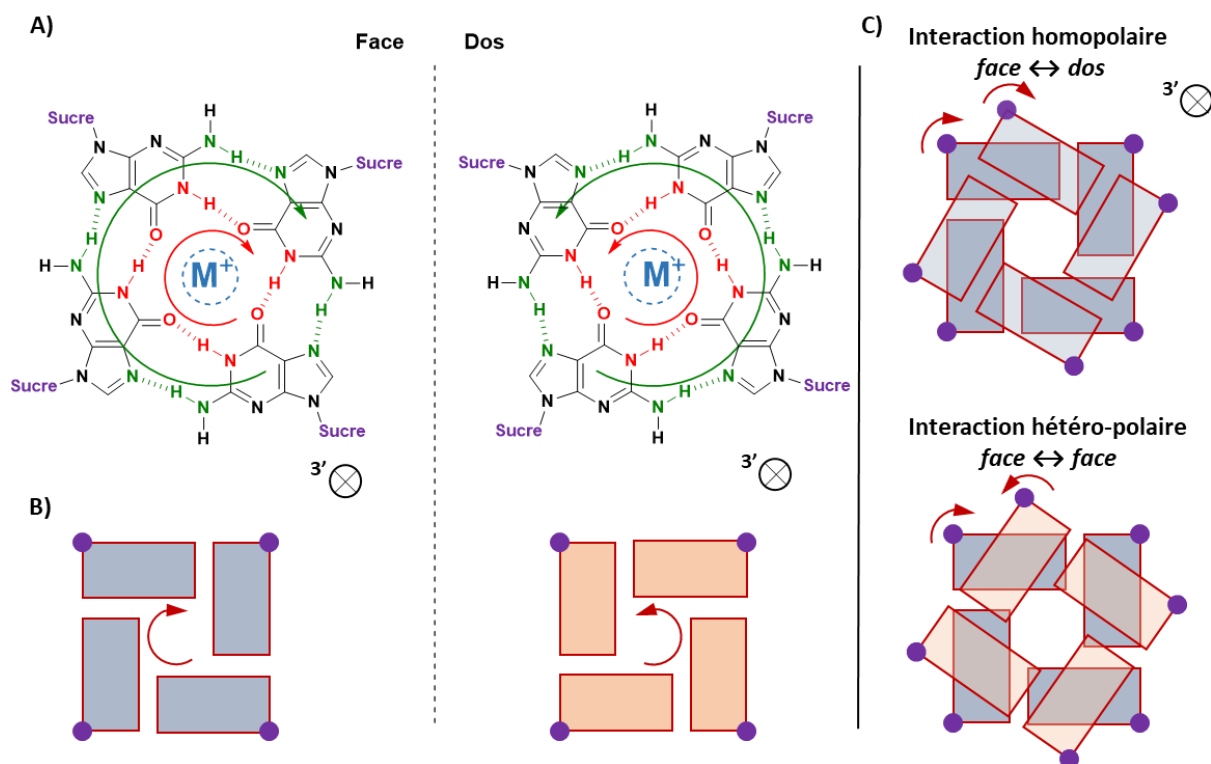 A)
Face
Dos
C)
Interaction homopolaire
face ↔ dos
3'
H
H
Sucre
N
N
H
N
N
N
H
N
O
O
N
N
Sucre
N
N
H
H
H
N
N
N
O
M+
H
N
N
H
O
H
N
N
N
N
H
N
N
N
H
Sucre
Sucre
3'
Sucre
N
N
H
N
N
N
H
N
O
O
N
N
Sucre
N
N
H
H
H
N
N
N
O
M+
H
N
N
H
O
H
N
N
N
N
H
N
N
N
H
Sucre
Sucre
3'
Interaction hétéro-polaire
face ↔ face
B)